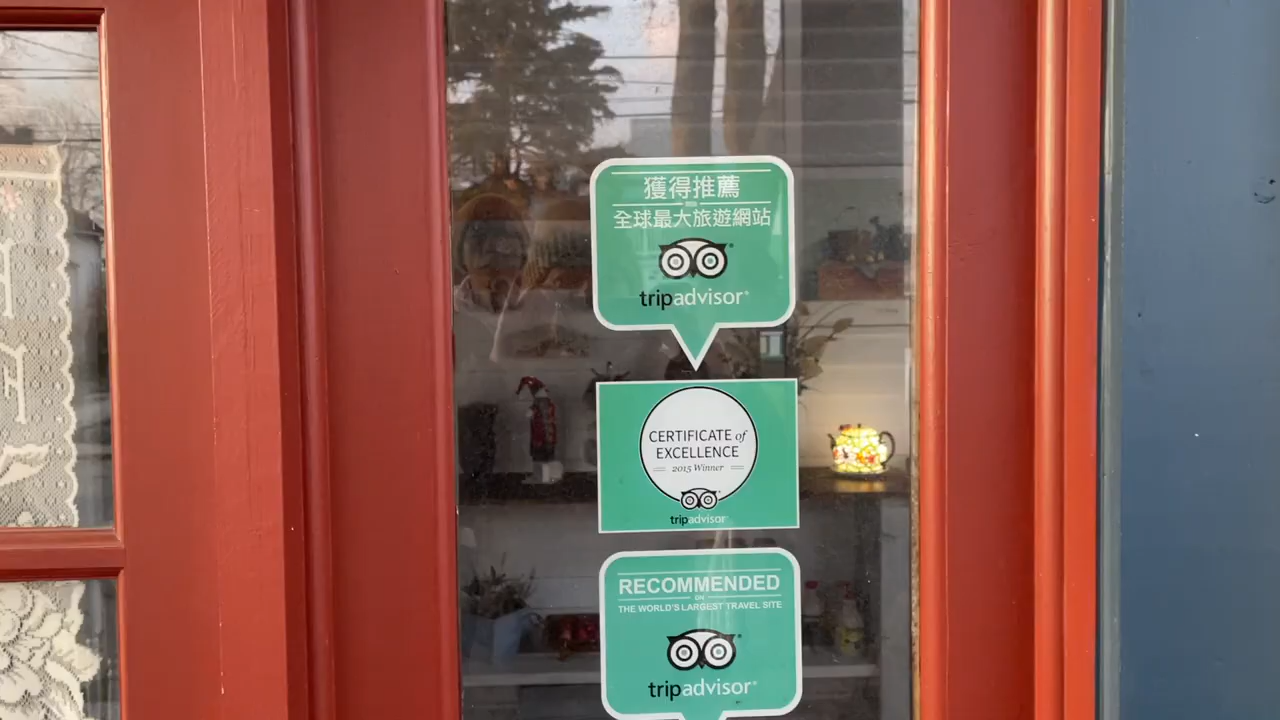 獲得推薦
全球最大旅遊網站
tripadvisor®
CERTIFICATE of
EXCELLENCE
2015 Winner
tripadvisor®
RECOMMENDED
ON
THE WORLD'S LARGEST TRAVEL SITE
tripadvisor®